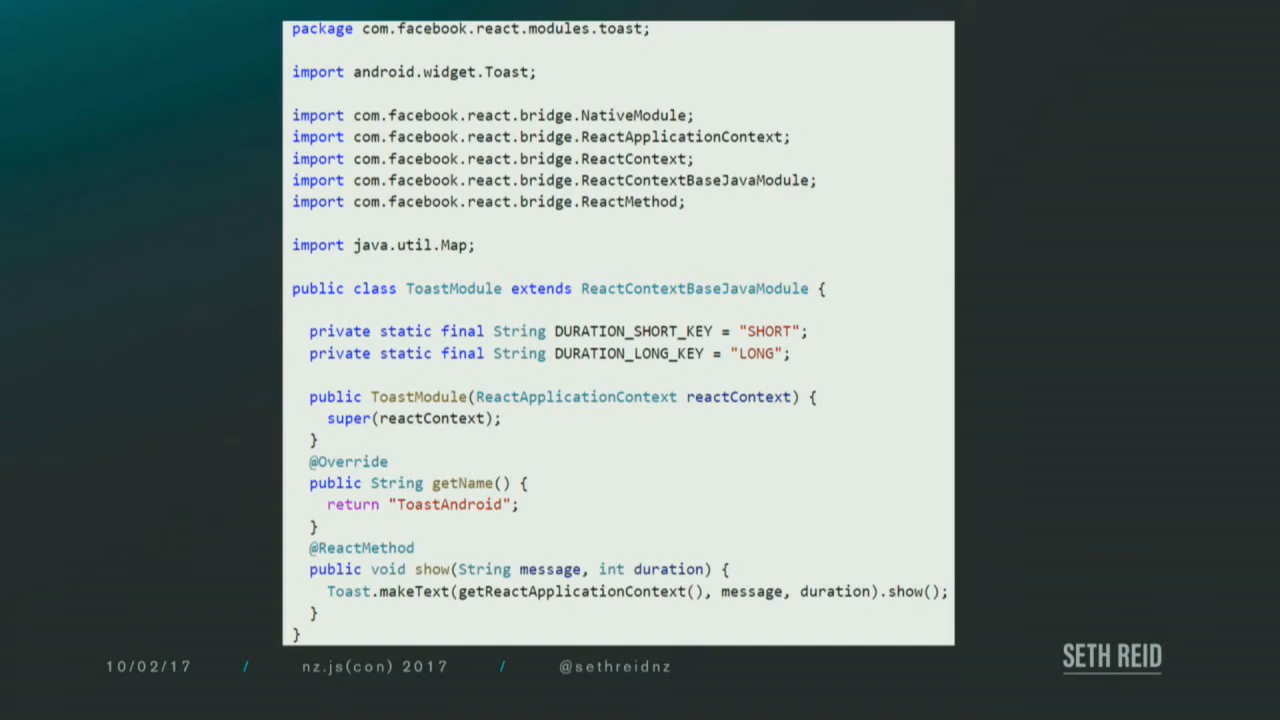 package com.facebook.react.modules.toast;
import android.widget.Toast;
import com.facebook.react.bridge.NativeModule;
import com.facebook.react.bridge.ReactApplicationContext;
import com.facebook.react.bridge.ReactContext;
import com.facebook.react.bridge.ReactContextBaseJavaModule;
import com.facebook.react.bridge.ReactMethod;
import java.util.Map;
public class ToastModule extends ReactContextBaseJavaModule {
  private static final String DURATION_SHORT_KEY = "SHORT";
  private static final String DURATION_LONG_KEY = "LONG";
  public ToastModule(ReactApplicationContext reactContext) {
    super(reactContext);
  }
  @Override
  public String getName() {
    return "ToastAndroid";
  }
  @ReactMethod
  public void show(String message, int duration) {
    Toast.makeText(getReactApplicationContext(), message, duration).show();
  }
}
10/02/17 / nz.js(con) 2017 / @sethreidnz
SETH REID